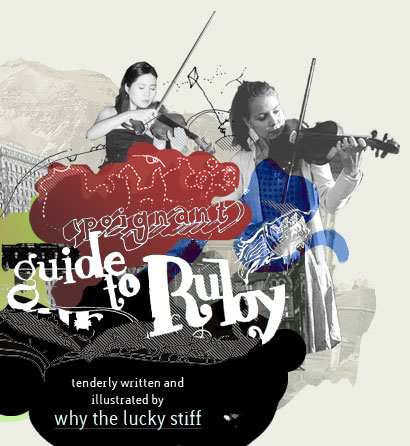 why's
(poignant)
guide
to Ruby
tenderly written and
illustrated by
why the lucky stiff